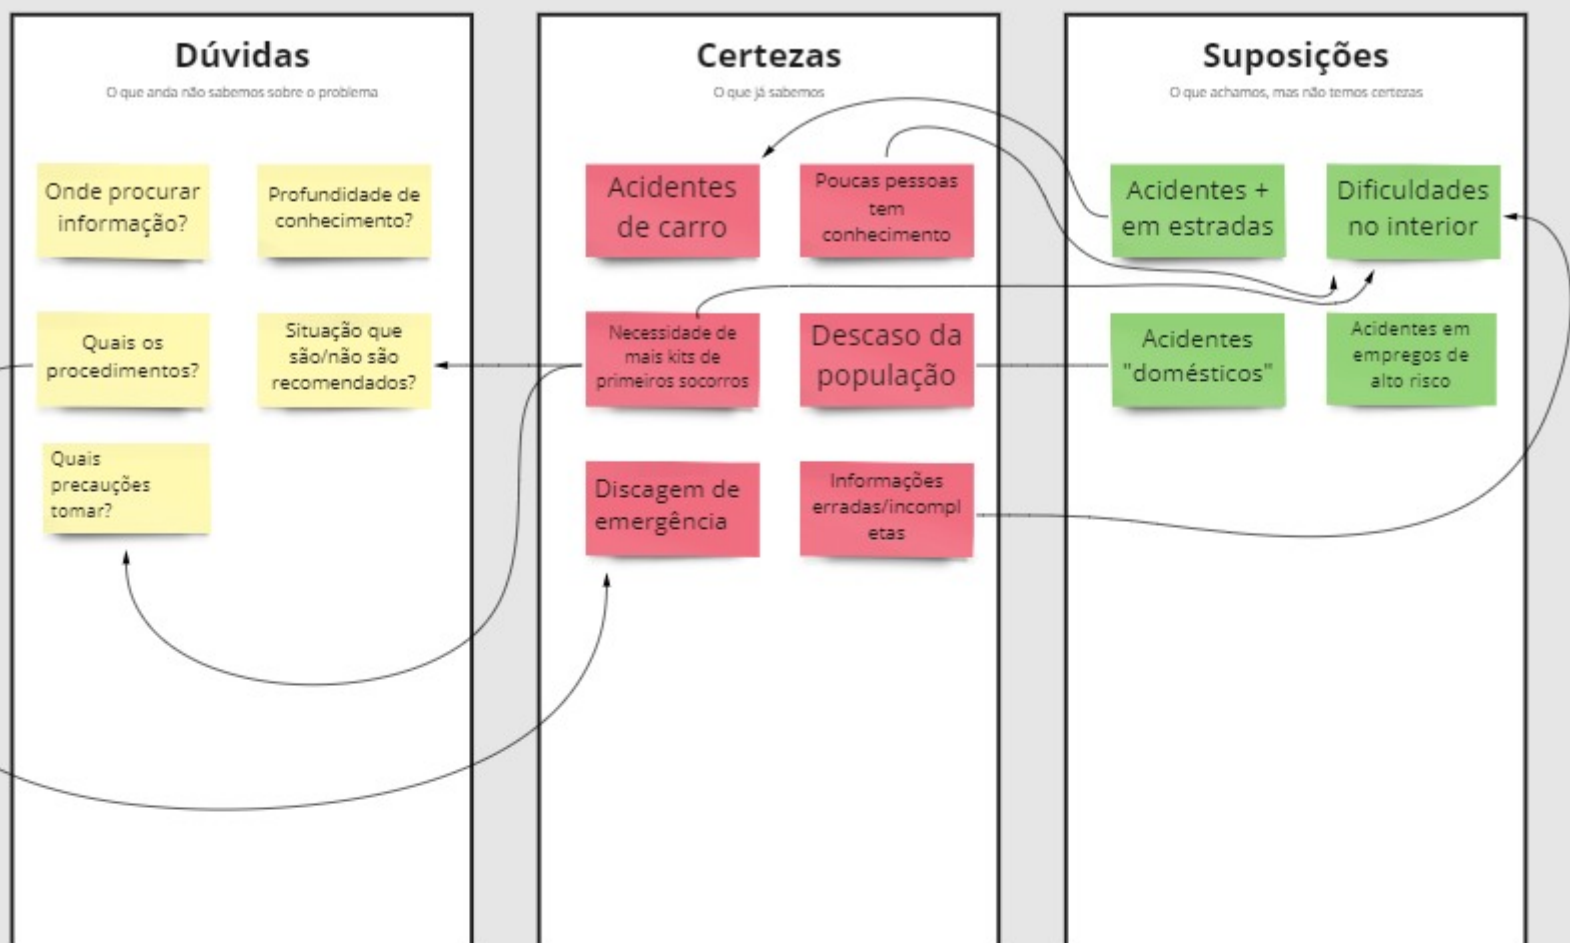 Dúvidas
O que anda não sabemos sobre o problema
Onde procurar
informação?
Profundidade de
conhecimento?
Quais os
procedimentos?
Situação que
são/não são
recomendados?
Quais
precauções
tomar?
Certezas
O que já sabemos
Acidentes
de carro
Poucas pessoas
tem
conhecimento
Necessidade de
mais kits de
primeiros socorros
Descaso da
população
Discagem de
emergência
Informações
erradas/incompl
etas
Suposições
O que achamos, mas não temos certezas
Acidentes +
em estradas
Dificuldades
no interior
Acidentes
"domésticos"
Acidentes em
empregos de
alto risco